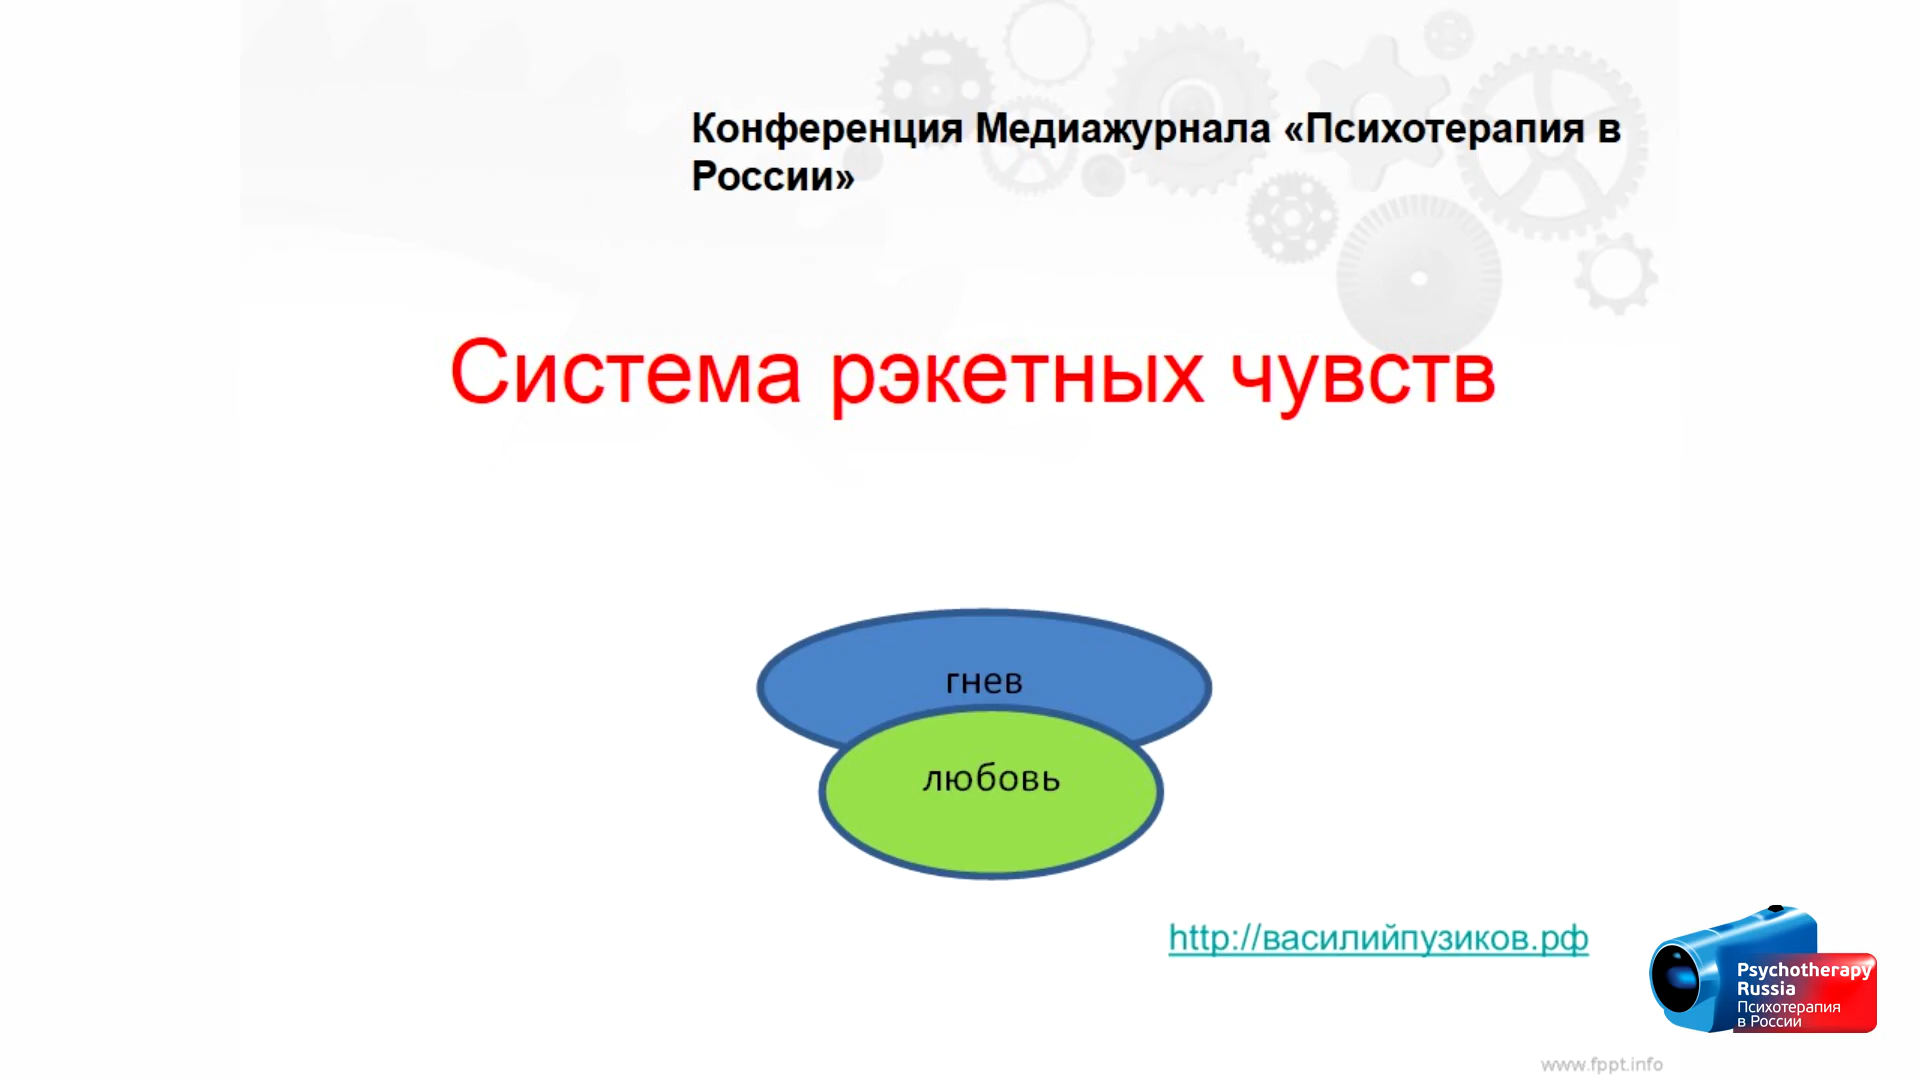 Конференция Медиажурнала «Психотерапия в
России»
Система рэкетных чувств
гнев
любовь
http://василийпузиков.рф
Psychotherapy
Russia
Психотерапия
в России
www.fppt.info